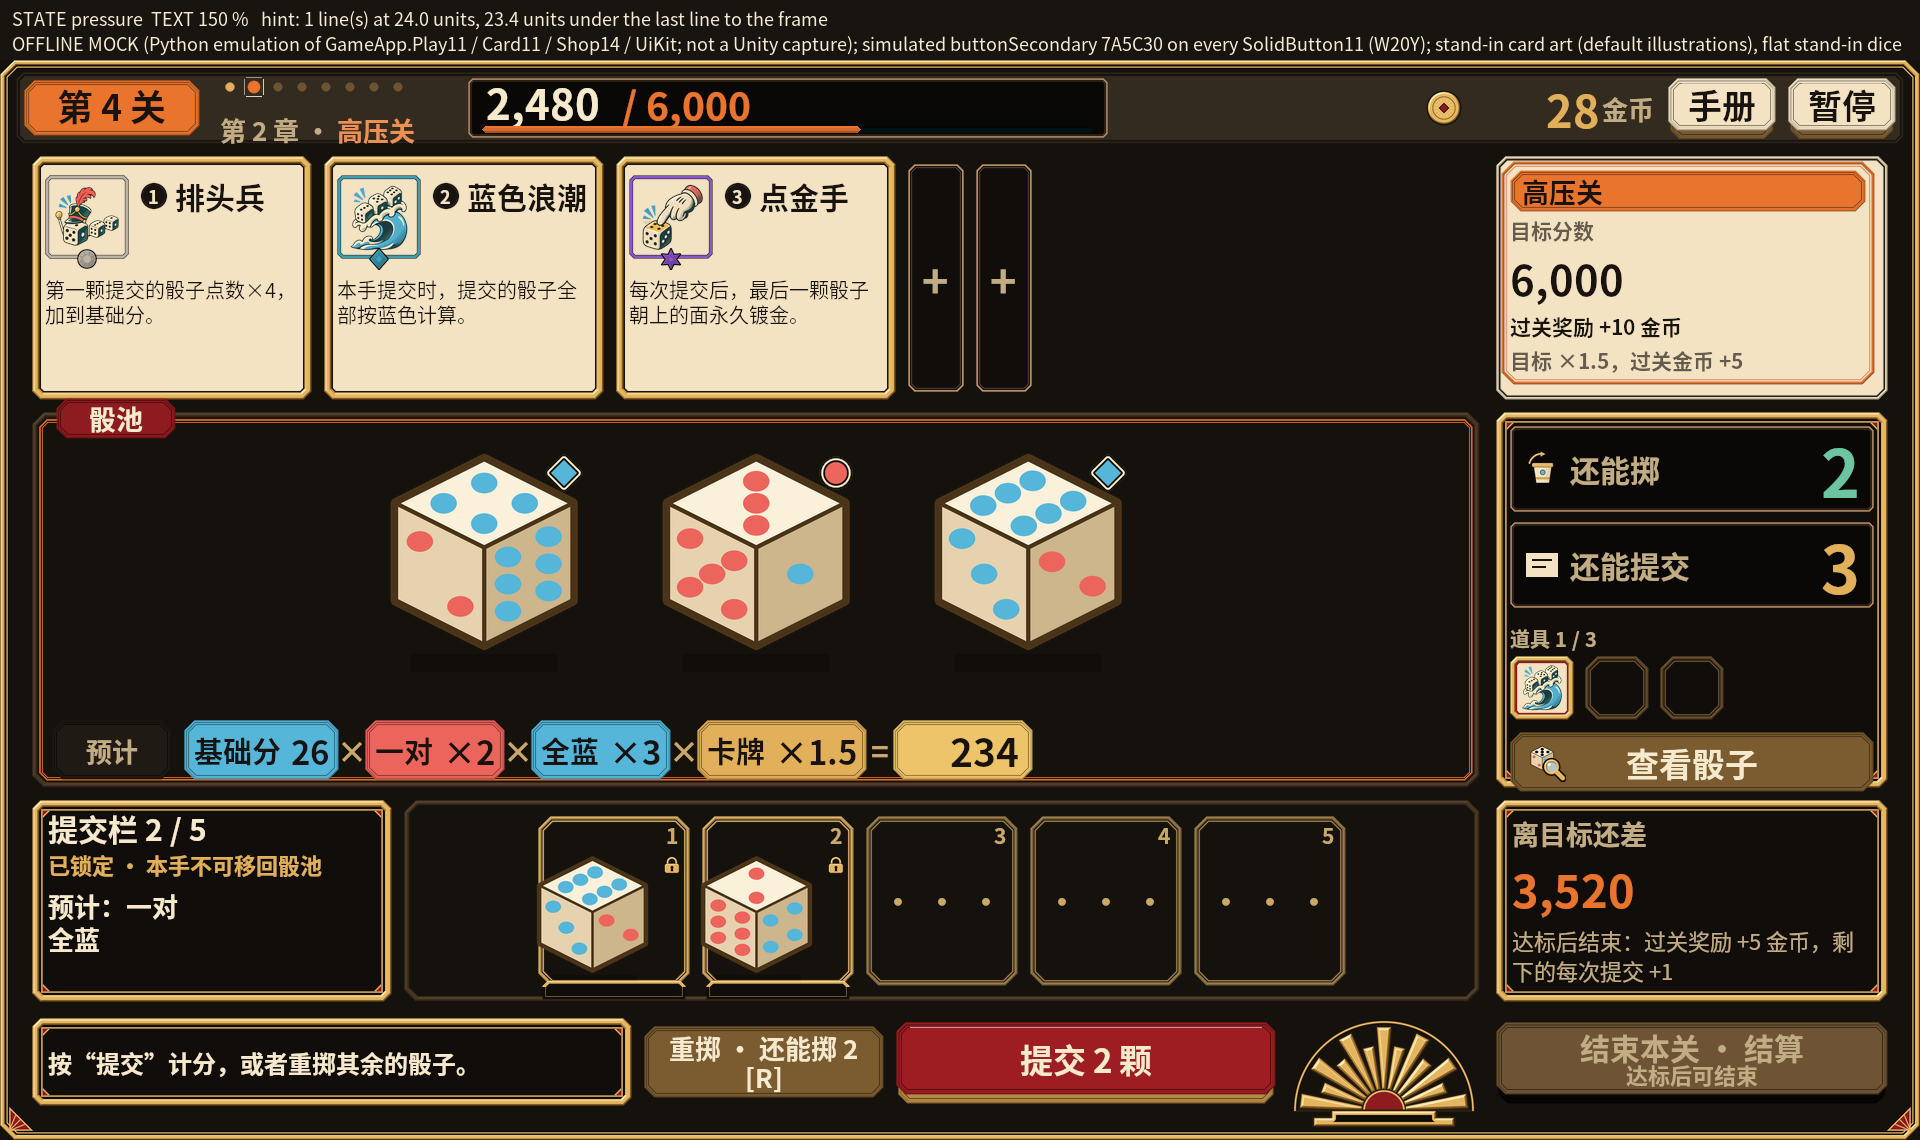 STATE pressure  TEXT 150 %   hint: 1 line(s) at 24.0 units, 23.4 units under the last line to the frame
OFFLINE MOCK (Python emulation of GameApp.Play11 / Card11 / Shop14 / UiKit; not a Unity capture); simulated buttonSecondary 7A5C30 on every SolidButton11 (W20Y); stand-in card art (default illustrations), flat stand-in dice
第 4 关
第 2 章 · 高压关
2,480 / 6,000
28金币
手册
暂停
1 排头兵
第一颗提交的骰子点数×4，
加到基础分。
2 蓝色浪潮
本手提交时，提交的骰子全
部按蓝色计算。
3 点金手
每次提交后，最后一颗骰子
朝上的面永久镀金。
+
+
高压关
目标分数
6,000
过关奖励 +10 金币
目标 ×1.5，过关金币 +5
骰池
还能掷 2
还能提交 3
道具 1 / 3
查看骰子
预计 基础分 26 × 一对 ×2 × 全蓝 ×3 × 卡牌 ×1.5 = 234
提交栏 2 / 5
已锁定 · 本手不可移回骰池
预计：一对
全蓝
1
2
3
4
5
离目标还差
3,520
达标后结束：过关奖励 +5 金币，剩
下的每次提交 +1
按“提交”计分，或者重掷其余的骰子。
重掷 · 还能掷 2
[R]
提交 2 颗
结束本关 · 结算
达标后可结束